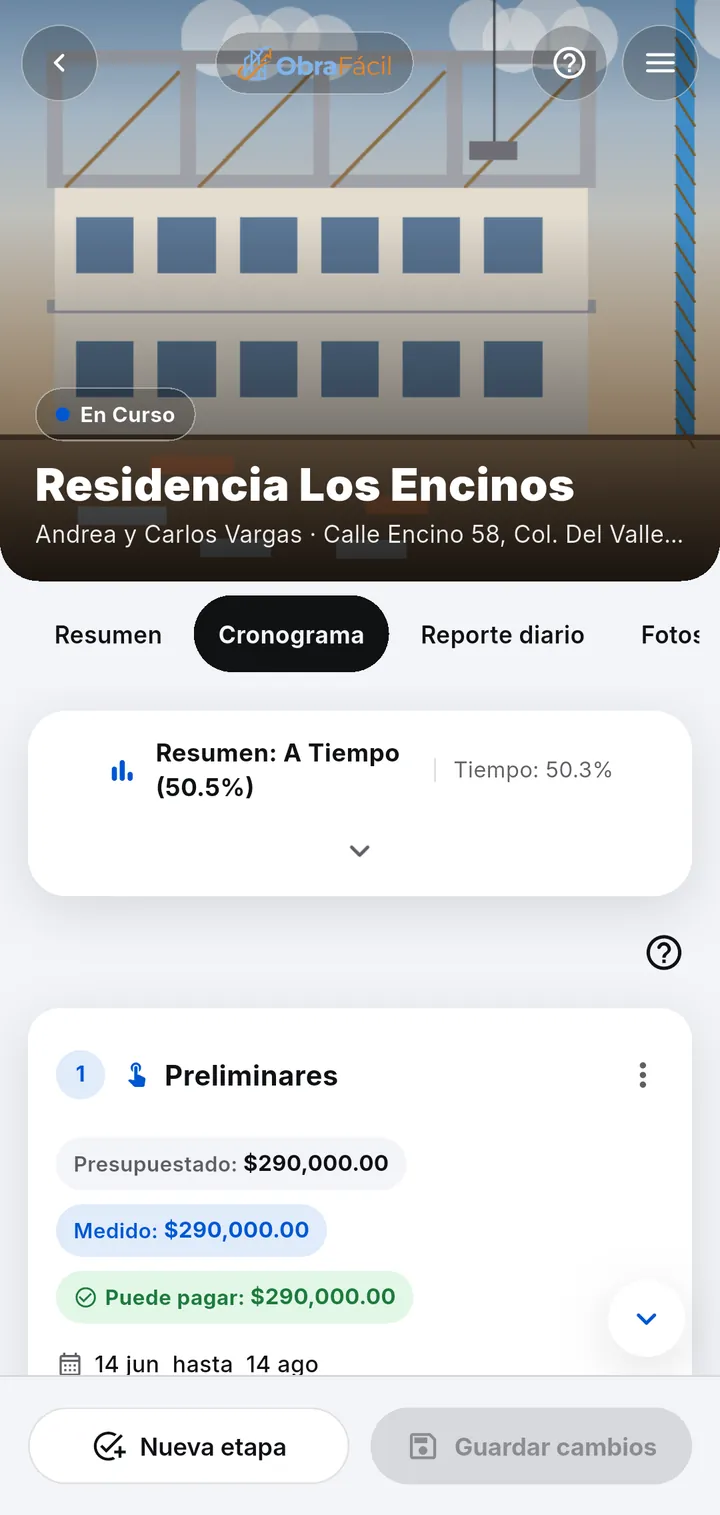 ObraFácil
En Curso
Residencia Los Encinos
Andrea y Carlos Vargas · Calle Encino 58, Col. Del Valle...
Resumen
Cronograma
Reporte diario
Fotos
Resumen: A Tiempo
(50.5%)
Tiempo: 50.3%
1
Preliminares
Presupuestado: $290,000.00
Medido: $290,000.00
Puede pagar: $290,000.00
14 jun hasta 14 ago
Nueva etapa
Guardar cambios